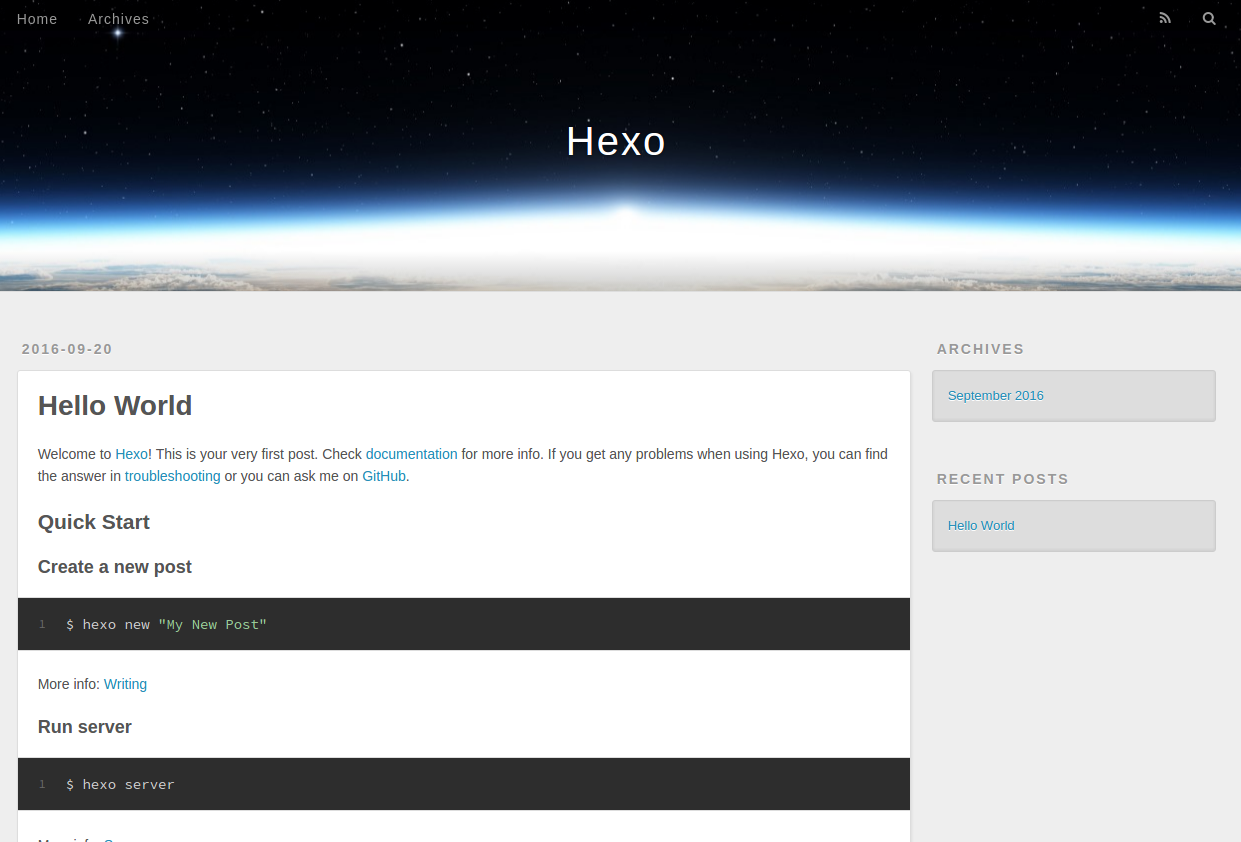 Home Archives
Hexo
2016-09-20
Hello World
Welcome to Hexo! This is your very first post. Check documentation for more info. If you get any problems when using Hexo, you can find
the answer in troubleshooting or you can ask me on GitHub.
Quick Start
Create a new post
1 $ hexo new "My New Post"
More info: Writing
Run server
1 $ hexo server
ARCHIVES
September 2016
RECENT POSTS
Hello World